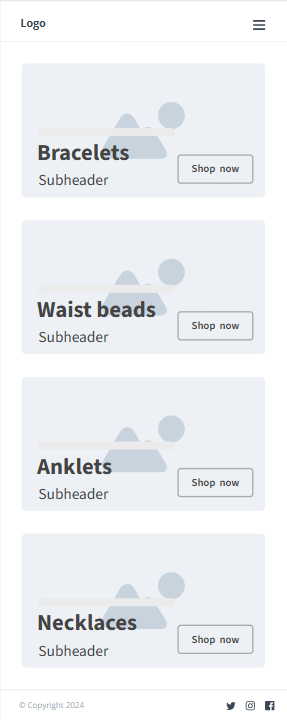 Logo
Bracelets
Subheader
Shop now
Waist beads
Subheader
Shop now
Anklets
Subheader
Shop now
Necklaces
Subheader
Shop now
© Copyright 2024